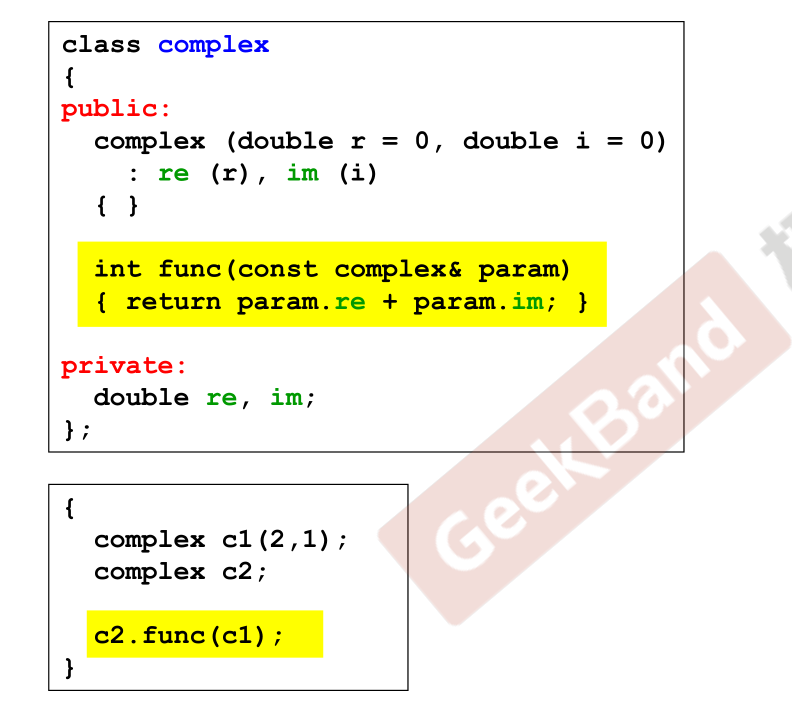 class complex
{
public:
  complex (double r = 0, double i = 0)
    : re (r), im (i)
  { }
  int func(const complex& param)
  { return param.re + param.im; }
private:
  double re, im;
};
{
  complex c1(2,1);
  complex c2;
  c2.func(c1);
}
GeekBand